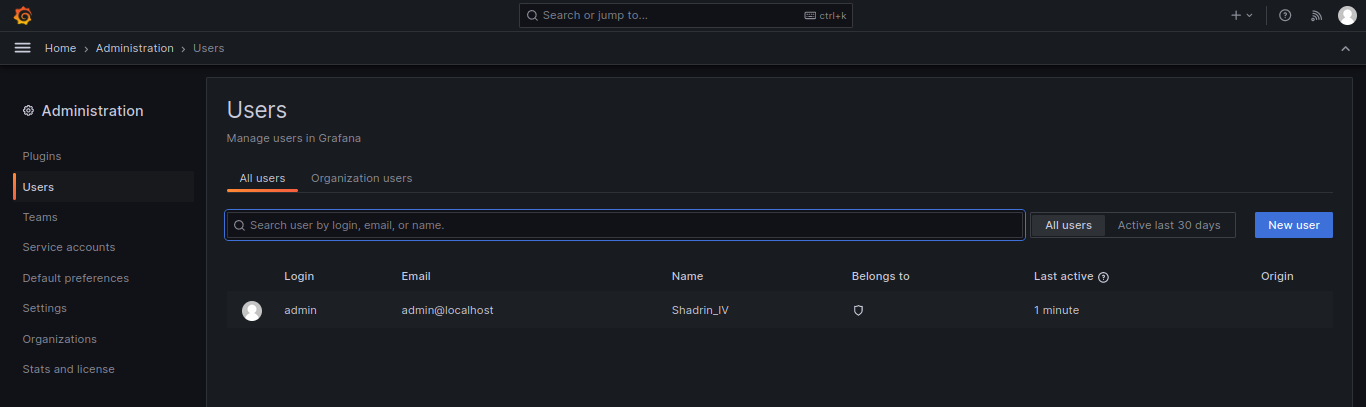 Search or jump to... ctrl+k
Home › Administration › Users
Administration
Plugins
Users
Teams
Service accounts
Default preferences
Settings
Organizations
Stats and license
Users
Manage users in Grafana
All users Organization users
Search user by login, email, or name. All users Active last 30 days New user
Login Email Name Belongs to Last active Origin
admin admin@localhost Shadrin_IV 1 minute